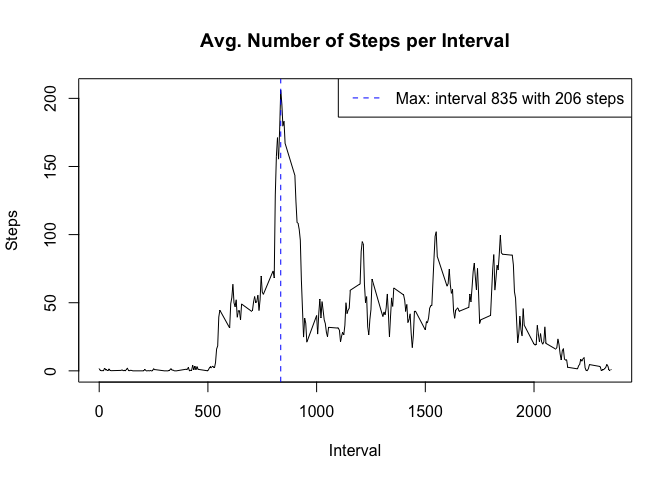 Avg. Number of Steps per Interval
Max: interval 835 with 206 steps
Steps
0
50
100
150
200
0 500 1000 1500 2000
Interval